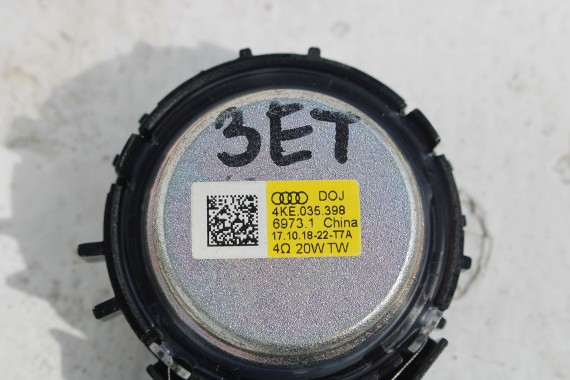 3ET
DOJ
4KE.035.398
6973.1 China
17.10.18-22-T7A
4Ω 20W TW